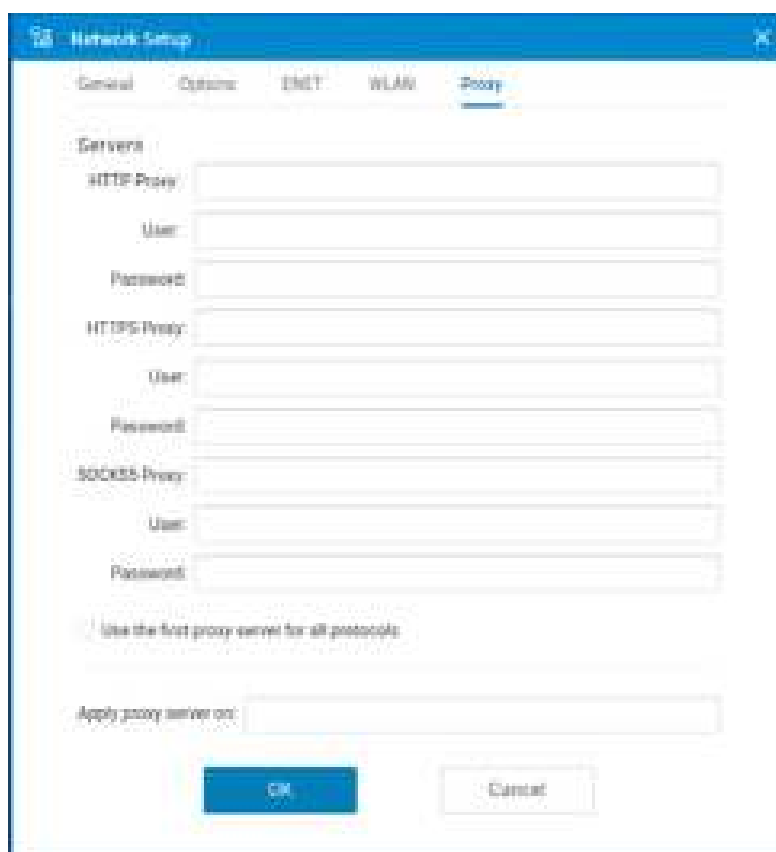 Network Setup
General Options ENET WLAN Proxy
Servers
HTTP Proxy:
User:
Password:
HTTPS Proxy:
User:
Password:
SOCKS5 Proxy:
User:
Password:
Use the first proxy server for all protocols
Apply proxy server on:
OK Cancel